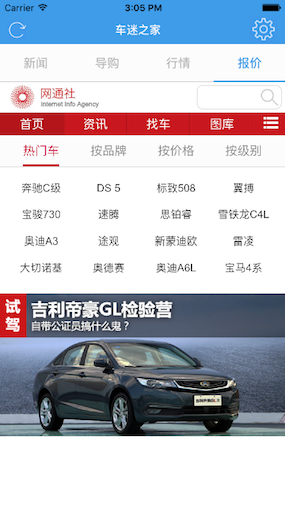 Carrier 3:05 PM
车迷之家
新闻 导购 行情 报价
网通社
Internet Info Agency
首页 资讯 找车 图库
热门车 按品牌 按价格 按级别
奔驰C级 DS 5 标致508 翼搏
宝骏730 速腾 思铂睿 雪铁龙C4L
奥迪A3 途观 新蒙迪欧 雷凌
大切诺基 奥德赛 奥迪A6L 宝马4系
试驾
吉利帝豪GL检验营
自带公证员搞什么鬼？